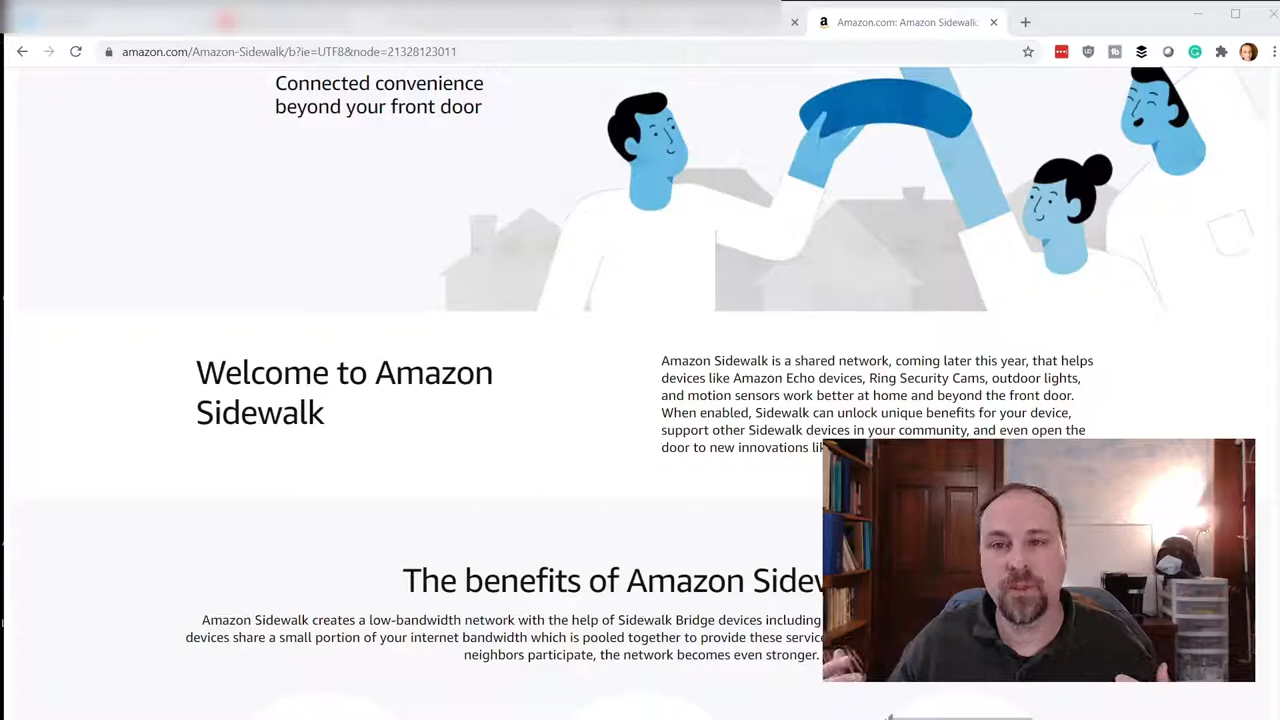 Amazon.com: Amazon Sidewalk:
amazon.com/Amazon-Sidewalk/b?ie=UTF8&node=21328123011
Connected convenience
beyond your front door
Welcome to Amazon
Sidewalk
Amazon Sidewalk is a shared network, coming later this year, that helps
devices like Amazon Echo devices, Ring Security Cams, outdoor lights,
and motion sensors work better at home and beyond the front door.
When enabled, Sidewalk can unlock unique benefits for your device,
support other Sidewalk devices in your community, and even open the
door to new innovations
The benefits of Amazon
Amazon Sidewalk creates a low-bandwidth network with the help of Sidewalk Bridge devices including
devices share a small portion of your internet bandwidth which is pooled together to provide these
neighbors participate, the network becomes even stronger.